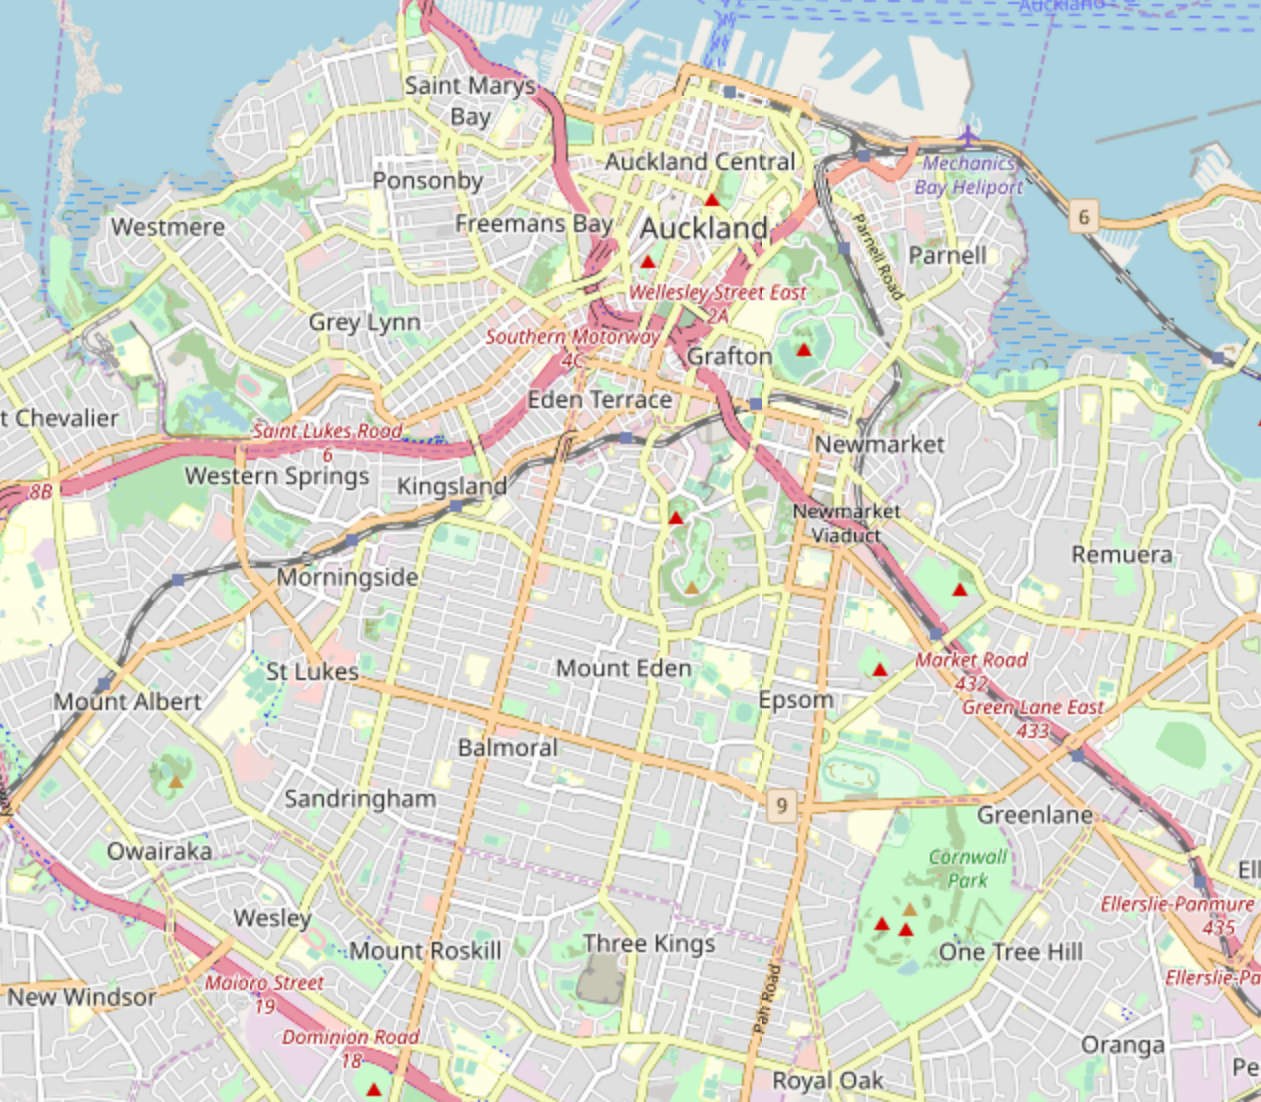 Auckland
Saint Marys
Bay
Auckland Central
Mechanics
Bay Heliport
Ponsonby
6
Westmere
Freemans Bay
Auckland
Parnell Road
Parnell
Wellesley Street East
2A
Grey Lynn
Southern Motorway
4C
Grafton
Eden Terrace
t Chevalier
Saint Lukes Road
6
Newmarket
Western Springs
Kingsland
8B
Newmarket
Viaduct
Remuera
Morningside
St Lukes
Mount Eden
Market Road
432
Mount Albert
Epsom
Green Lane East
433
Balmoral
Sandringham
9
Greenlane
Owairaka
Cornwall
Park
Ell
Wesley
Ellerslie-Panmure
435
Mount Roskill
Three Kings
One Tree Hill
Maioro Street
19
Ellerslie-Pa
New Windsor
Pah Road
Dominion Road
18
Oranga
Royal Oak
Pe